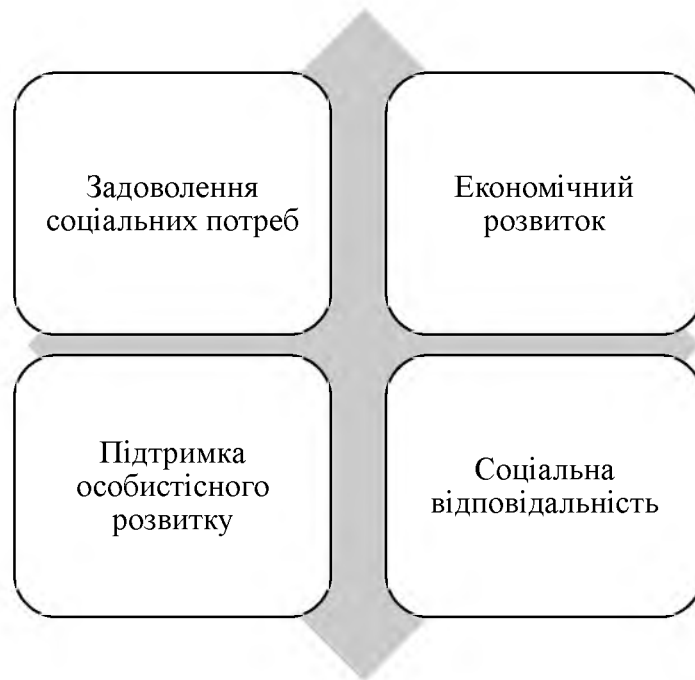 Задоволення
соціальних потреб
Економічний
розвиток
Підтримка
особистісного
розвитку
Соціальна
відповідальність